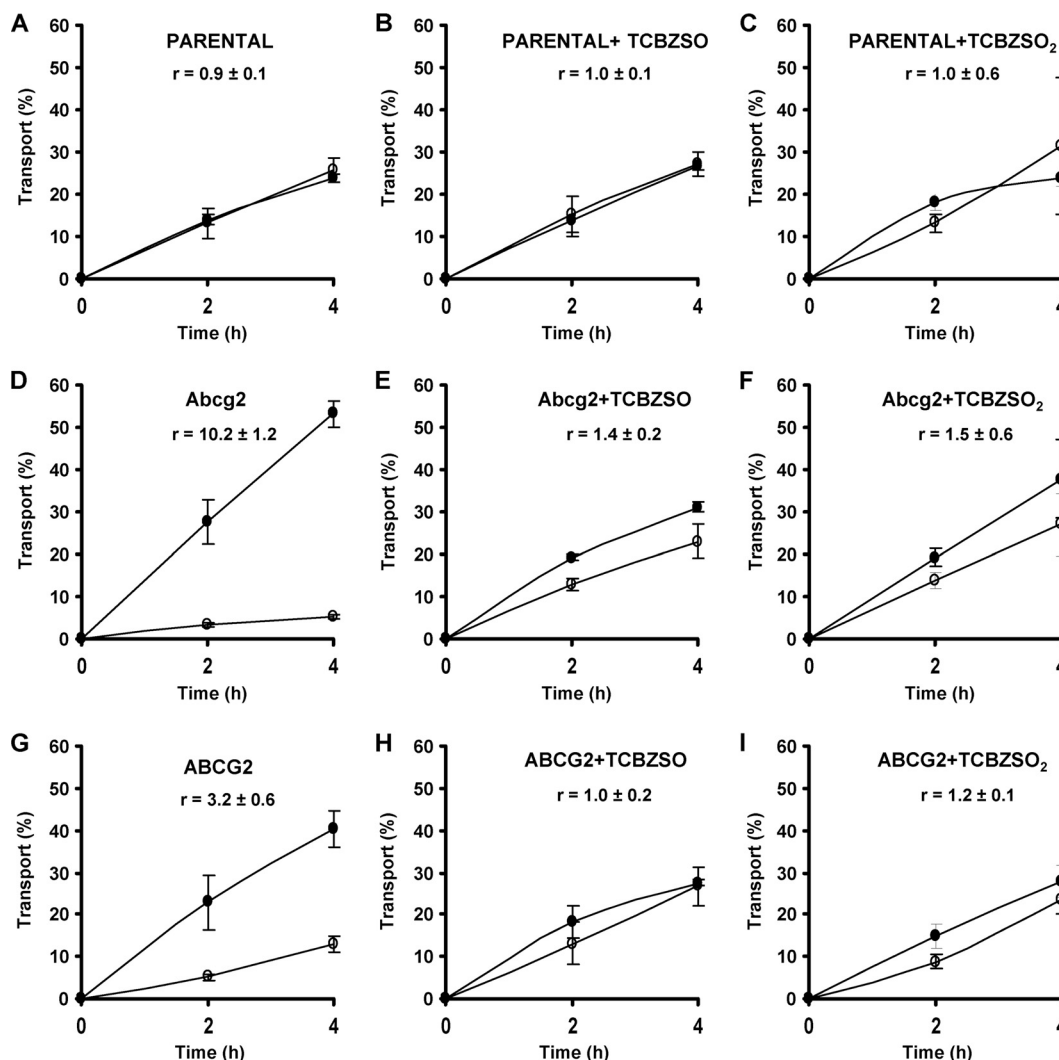 A
PARENTAL
r = 0.9 ± 0.1
Transport (%)
60
50
40
30
20
10
0
0
2
4
Time (h)
B
PARENTAL+ TCBZSO
r = 1.0 ± 0.1
Transport (%)
60
50
40
30
20
10
0
0
2
4
Time (h)
C
PARENTAL+TCBZSO₂
r = 1.0 ± 0.6
Transport (%)
60
50
40
30
20
10
0
0
2
4
Time (h)
D
Abcg2
r = 10.2 ± 1.2
Transport (%)
60
50
40
30
20
10
0
0
2
4
Time (h)
E
Abcg2+TCBZSO
r = 1.4 ± 0.2
Transport (%)
60
50
40
30
20
10
0
0
2
4
Time (h)
F
Abcg2+TCBZSO₂
r = 1.5 ± 0.6
Transport (%)
60
50
40
30
20
10
0
0
2
4
Time (h)
G
ABCG2
r = 3.2 ± 0.6
Transport (%)
60
50
40
30
20
10
0
0
2
4
Time (h)
H
ABCG2+TCBZSO
r = 1.0 ± 0.2
Transport (%)
60
50
40
30
20
10
0
0
2
4
Time (h)
I
ABCG2+TCBZSO₂
r = 1.2 ± 0.1
Transport (%)
60
50
40
30
20
10
0
0
2
4
Time (h)